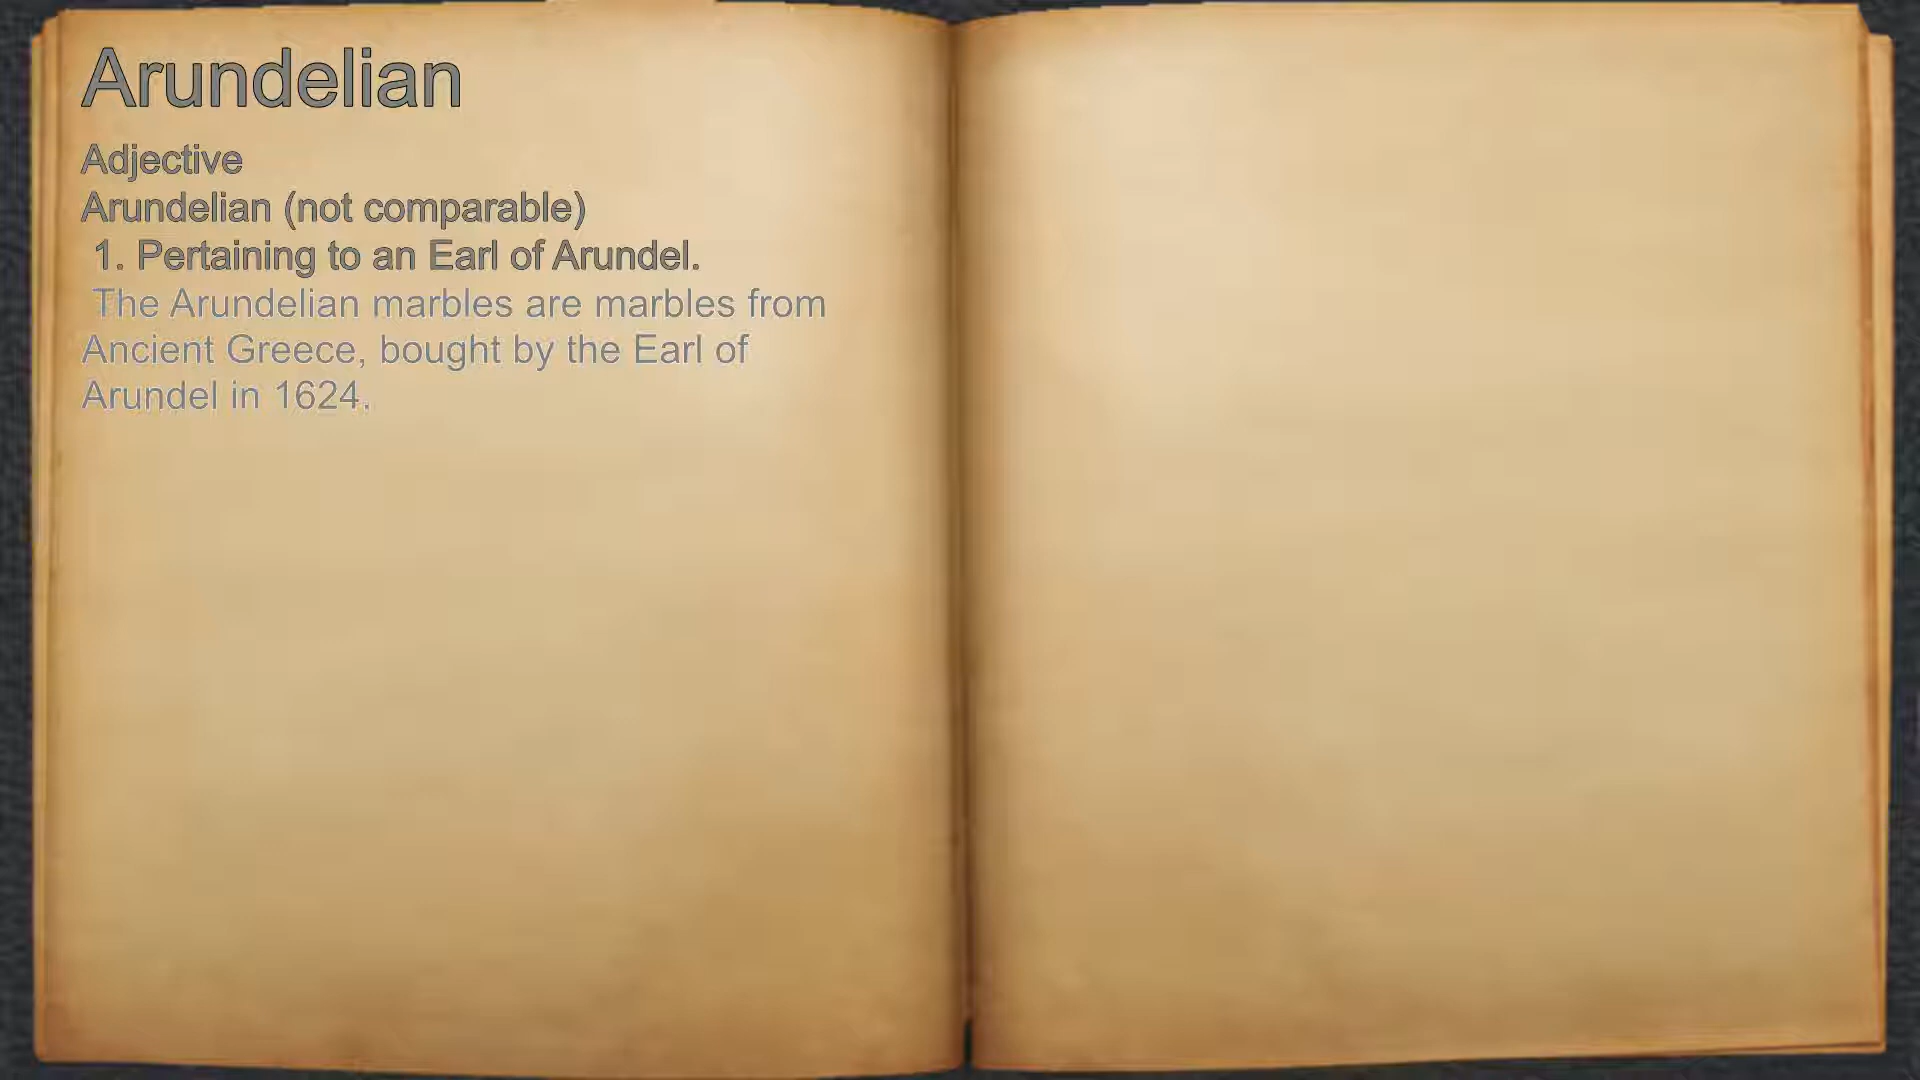 Arundelian
Adjective
Arundelian (not comparable)
1. Pertaining to an Earl of Arundel.
The Arundelian marbles are marbles from
Ancient Greece, bought by the Earl of
Arundel in 1624.